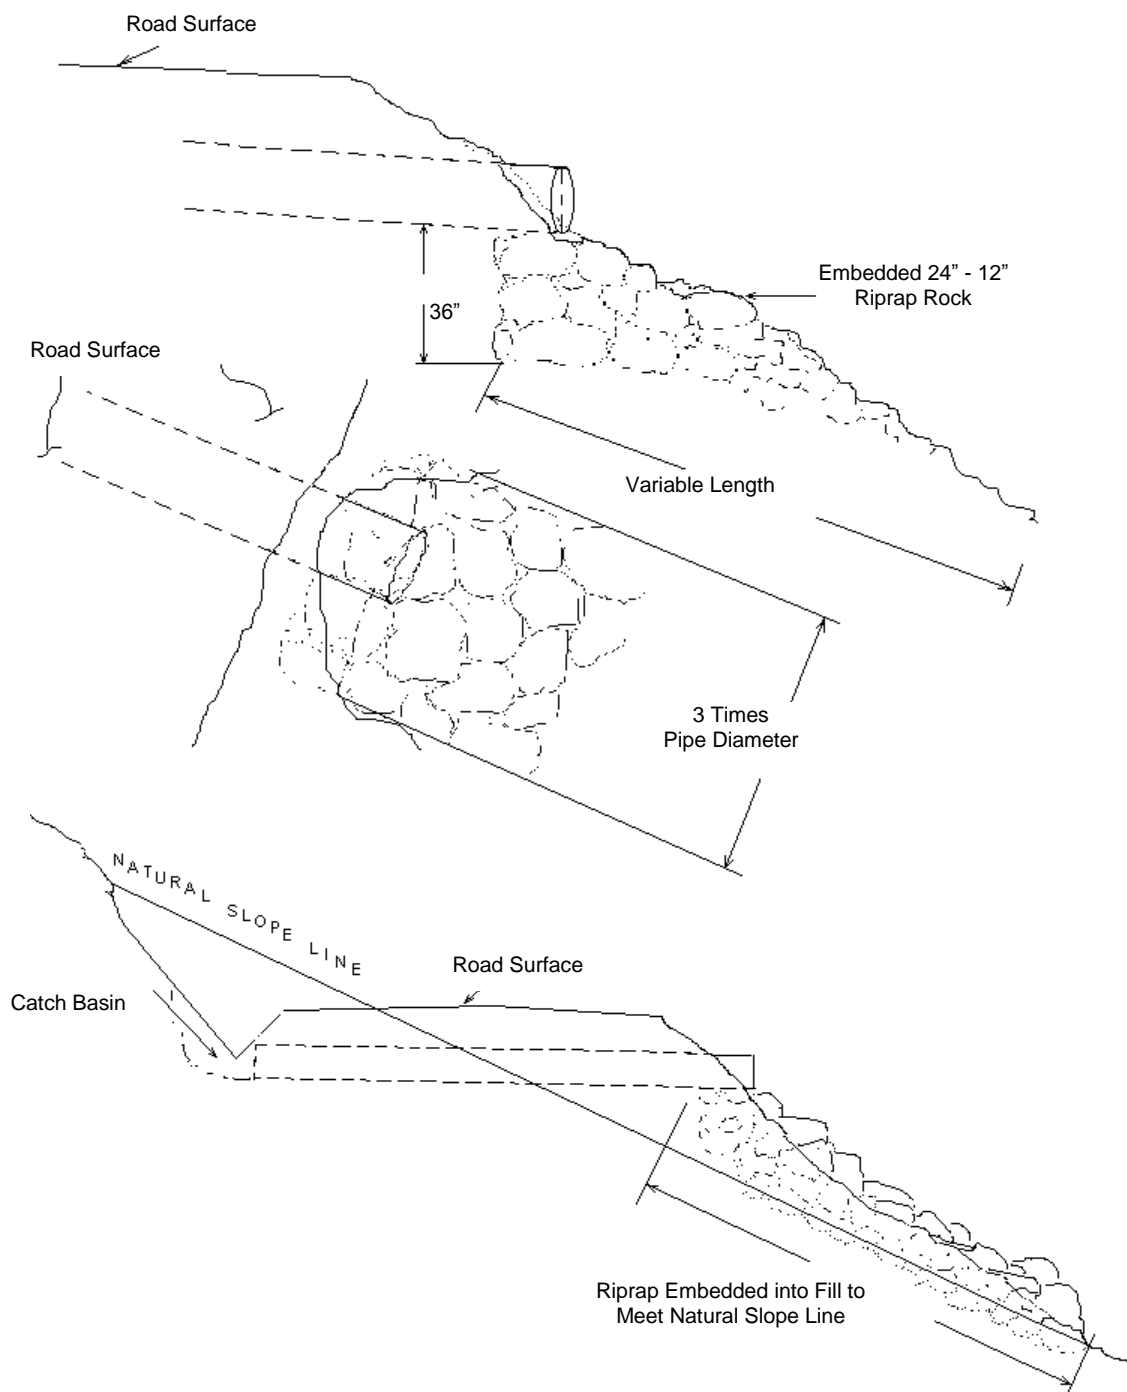 Road Surface
Embedded 24” - 12”
Riprap Rock
36”
Road Surface
Variable Length
3 Times
Pipe Diameter
NATURAL SLOPE LINE
Road Surface
Catch Basin
Riprap Embedded into Fill to
Meet Natural Slope Line